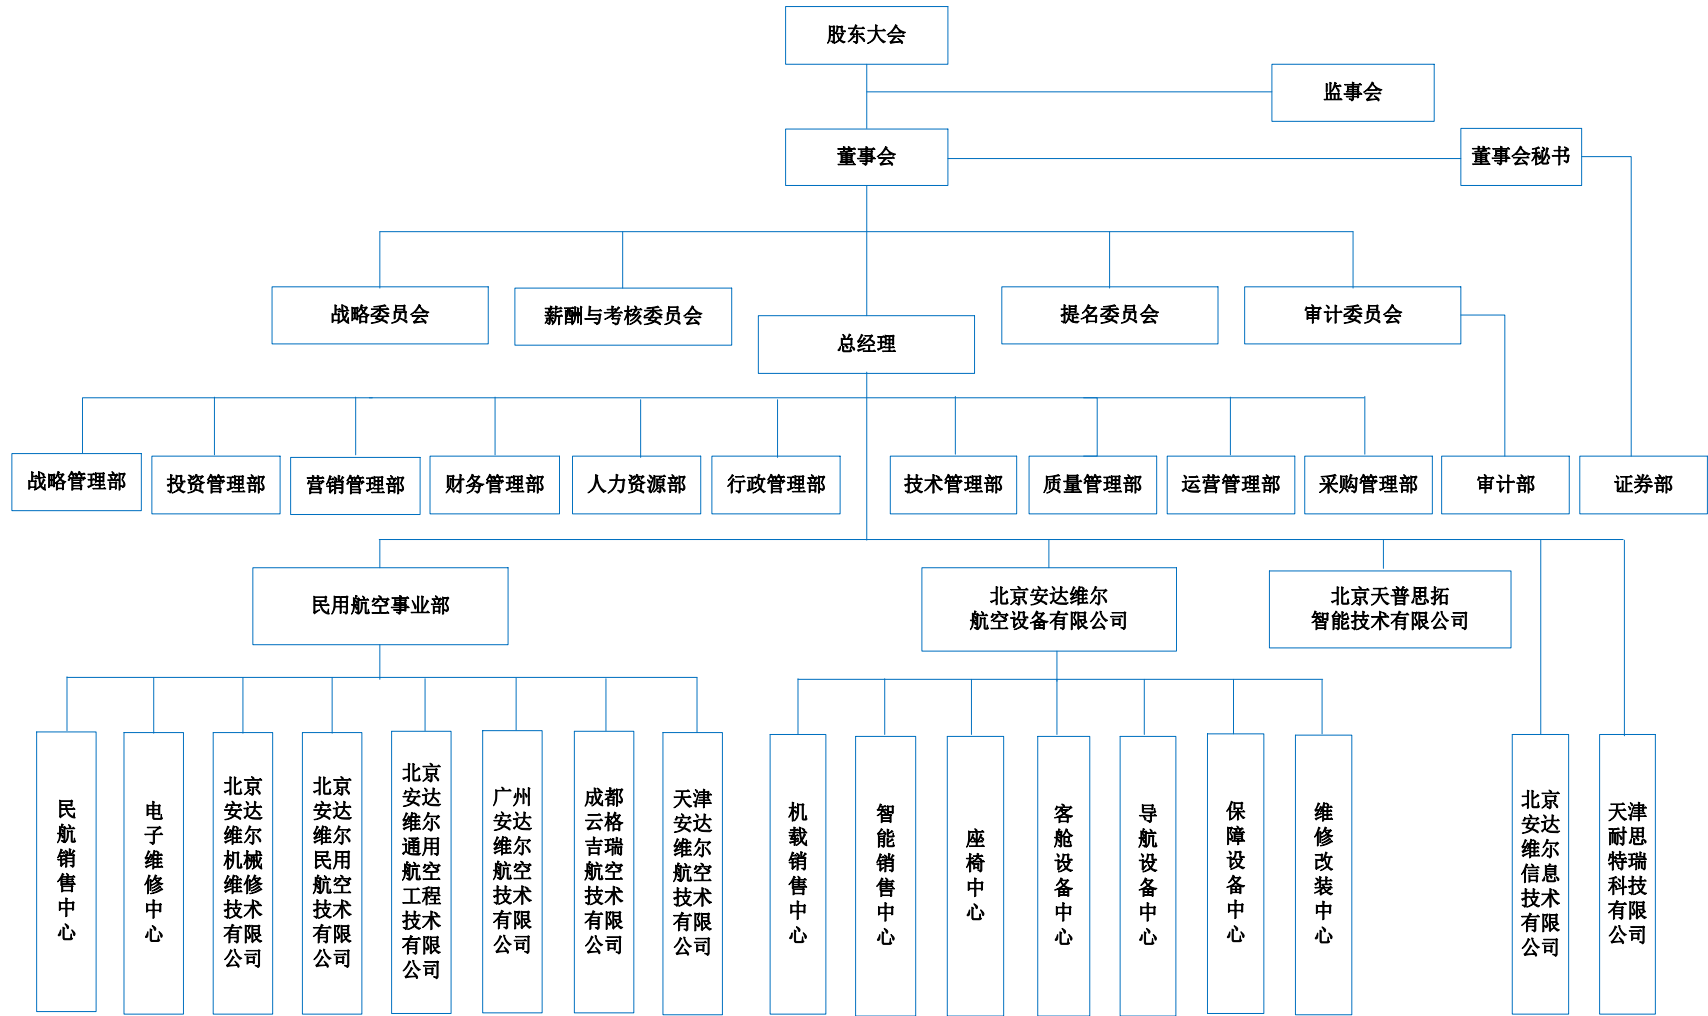 股东大会
监事会
董事会
董事会秘书
战略委员会
薪酬与考核委员会
提名委员会
审计委员会
总经理
战略管理部
投资管理部
营销管理部
财务管理部
人力资源部
行政管理部
技术管理部
质量管理部
运营管理部
采购管理部
审计部
证券部
民用航空事业部
北京安达维尔
航空设备有限公司
北京天普思拓
智能技术有限公司
民航销售中心
电子维修中心
北京
安达
维尔
机械
维修
技术
有限
公司
北京
安达
维尔
民用
航空
技术
有限
公司
北京
安达
维尔
通用
航空
工程
技术
有限
公司
广州
安达
维尔
航空
技术
有限
公司
成都
云格
吉瑞
航空
技术
有限
公司
天津
安达
维尔
航空
技术
有限
公司
机载销售中心
智能销售中心
座椅中心
客舱设备中心
导航设备中心
保障设备中心
维修改装中心
北京
安达
维尔
信息
技术
有限
公司
天津
耐思
特瑞
科技
有限
公司